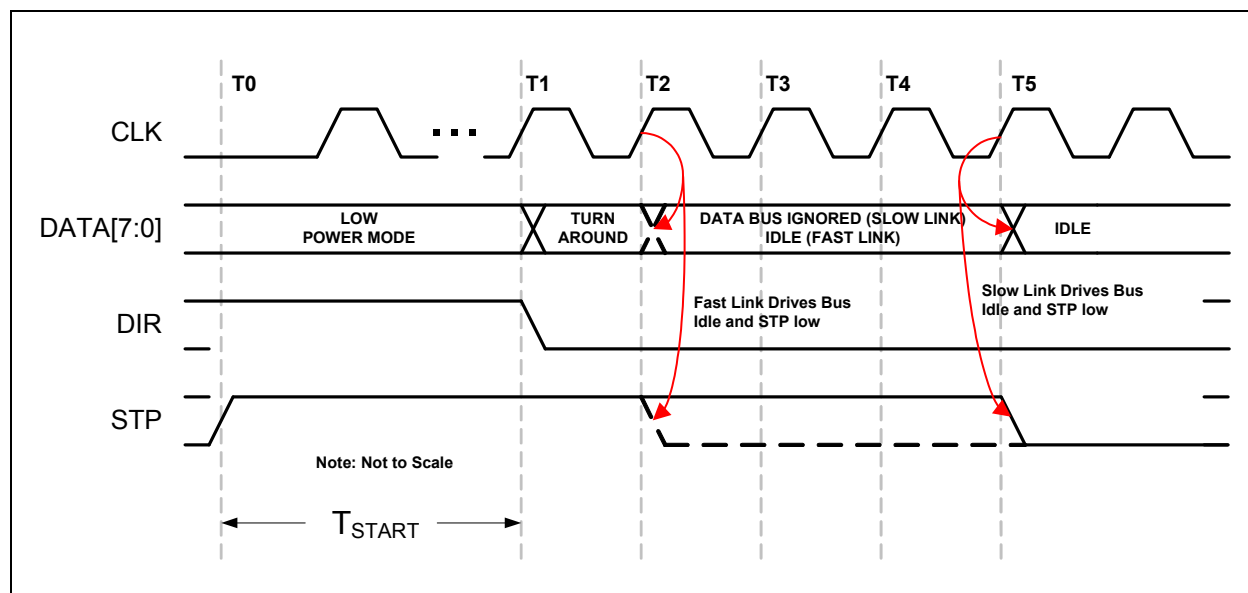 T0 T1 T2 T3 T4 T5
CLK
DATA[7:0]
LOW
POWER MODE
TURN
AROUND
DATA BUS IGNORED (SLOW LINK)
IDLE (FAST LINK)
IDLE
DIR
Fast Link Drives Bus
Idle and STP low
Slow Link Drives Bus
Idle and STP low
STP
Note: Not to Scale
TSTART